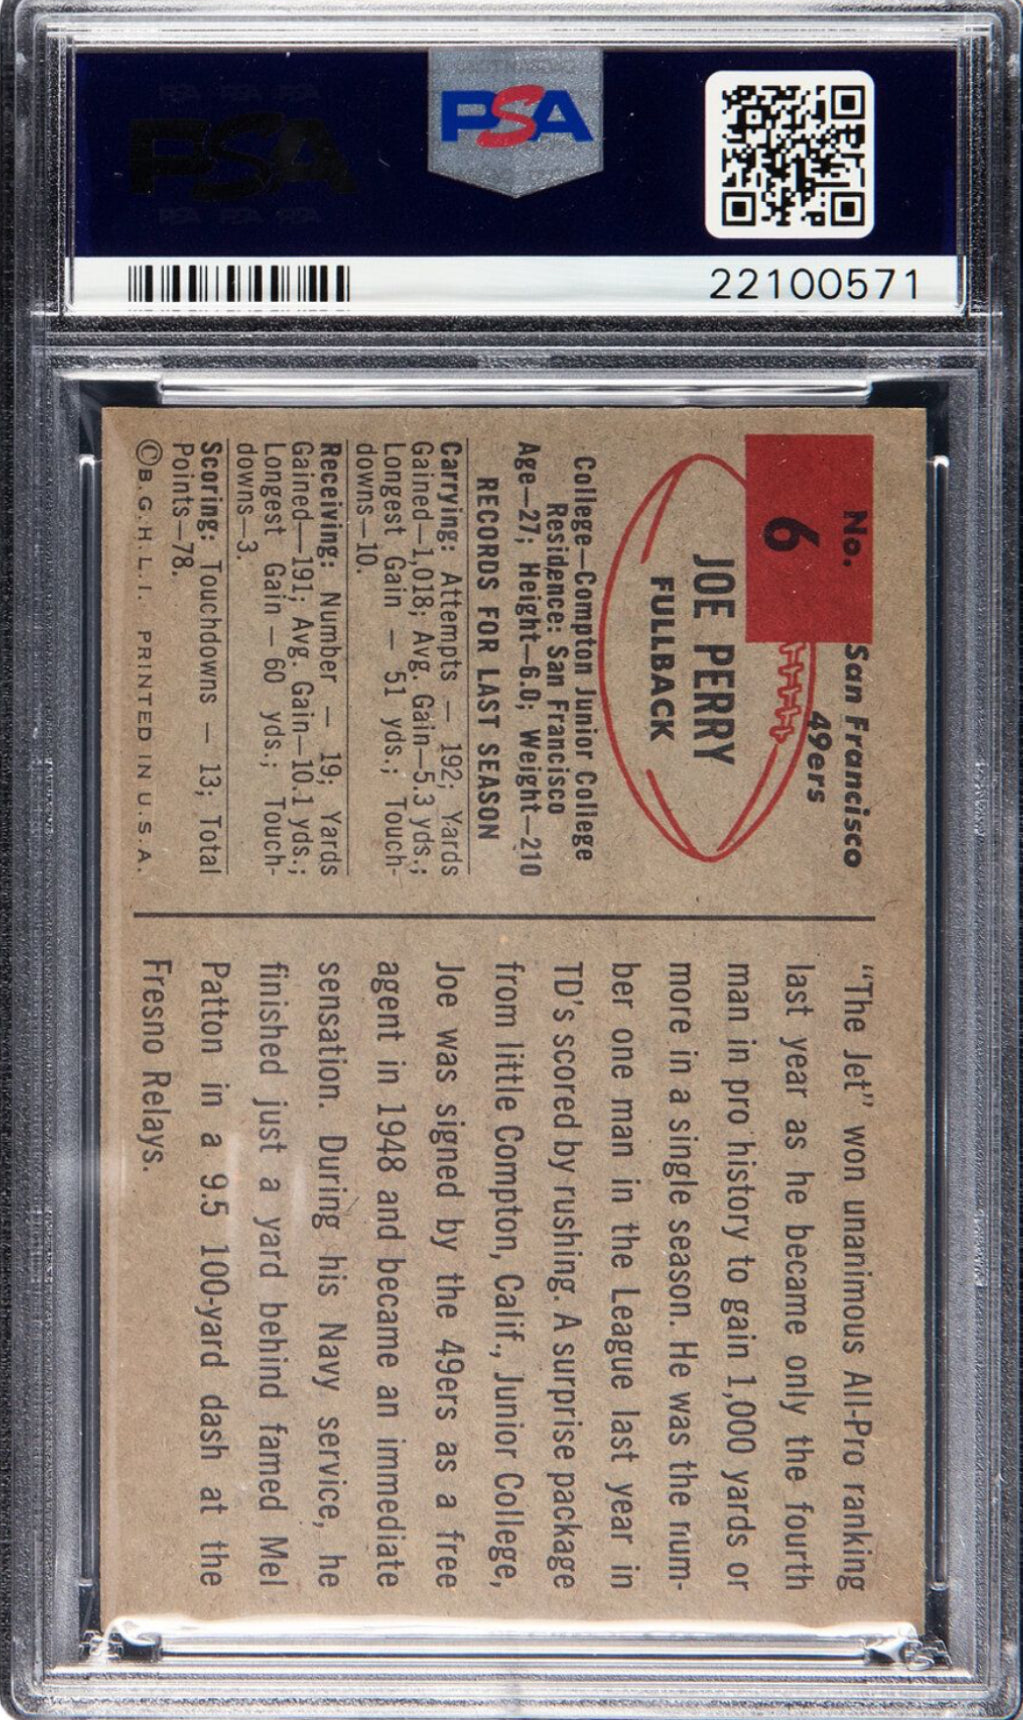 PSA
22100571
No.
6
San Francisco
49ers
JOE PERRY
FULLBACK
College—Compton Junior College
Residence: San Francisco
Age—27; Height—6.0; Weight—210
RECORDS FOR LAST SEASON
Carrying: Attempts — 192; Yards
Gained—1,018; Avg. Gain—5.3 yds.;
Longest Gain — 51 yds.; Touch-
downs—10.
Receiving: Number — 19; Yards
Gained—191; Avg. Gain—10.1 yds.;
Longest Gain — 60 yds.; Touch-
downs—3.
Scoring: Touchdowns — 13; Total
Points—78.
©B.G.H.L.I. PRINTED IN U.S.A.
"The Jet" won unanimous All-Pro ranking
last year as he became only the fourth
man in pro history to gain 1,000 yards or
more in a single season. He was the num-
ber one man in the League last year in
TD's scored by rushing. A surprise package
from little Compton, Calif., Junior College,
Joe was signed by the 49ers as a free
agent in 1948 and became an immediate
sensation. During his Navy service, he
finished just a yard behind famed Mel
Patton in a 9.5 100-yard dash at the
Fresno Relays.